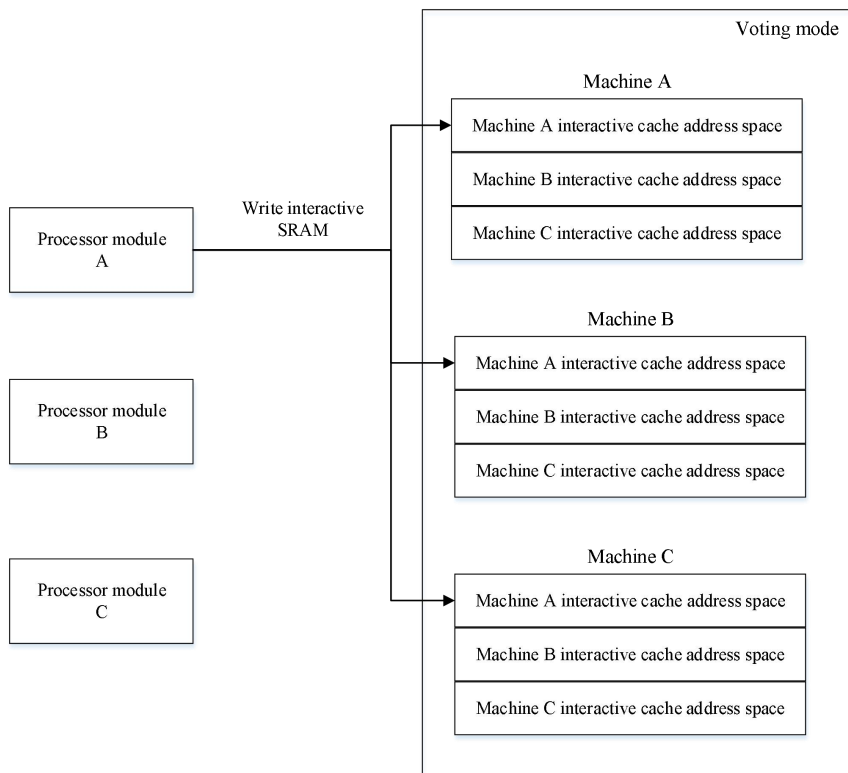 Voting mode
Machine A
Machine A interactive cache address space
Machine B interactive cache address space
Machine C interactive cache address space
Write interactive
SRAM
Processor module
A
Machine B
Machine A interactive cache address space
Machine B interactive cache address space
Machine C interactive cache address space
Processor module
B
Machine C
Machine A interactive cache address space
Machine B interactive cache address space
Machine C interactive cache address space
Processor module
C